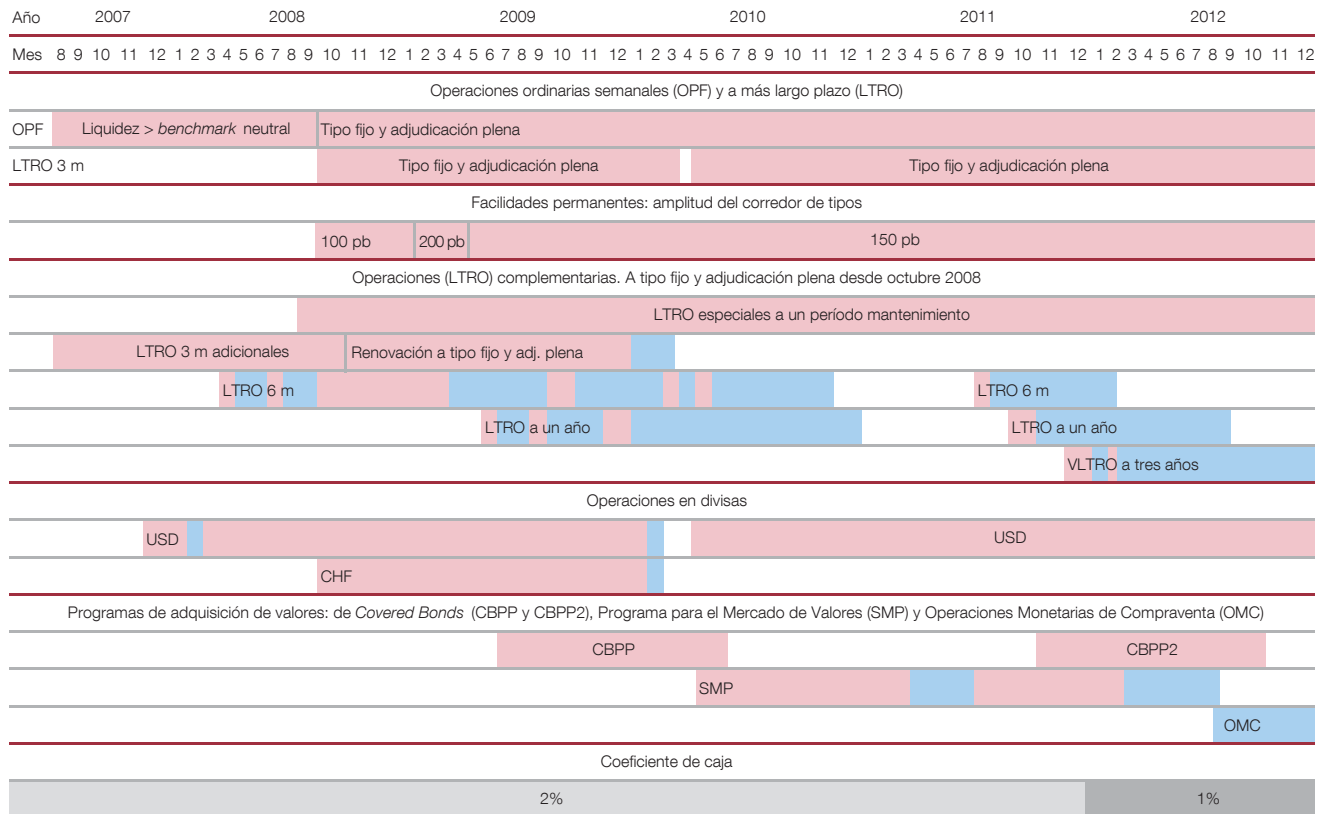 Año 2007 2008 2009 2010 2011 2012
Mes 8 9 10 11 12 1 2 3 4 5 6 7 8 9 10 11 12 1 2 3 4 5 6 7 8 9 10 11 12 1 2 3 4 5 6 7 8 9 10 11 12 1 2 3 4 5 6 7 8 9 10 11 12 1 2 3 4 5 6 7 8 9 10 11 12
Operaciones ordinarias semanales (OPF) y a más largo plazo (LTRO)
OPF Liquidez > benchmark neutral Tipo fijo y adjudicación plena
LTRO 3 m Tipo fijo y adjudicación plena Tipo fijo y adjudicación plena
Facilidades permanentes: amplitud del corredor de tipos
100 pb 200 pb 150 pb
Operaciones (LTRO) complementarias. A tipo fijo y adjudicación plena desde octubre 2008
LTRO especiales a un período mantenimiento
LTRO 3 m adicionales Renovación a tipo fijo y adj. plena
LTRO 6 m LTRO 6 m
LTRO a un año LTRO a un año
VLTRO a tres años
Operaciones en divisas
USD USD
CHF
Programas de adquisición de valores: de Covered Bonds (CBPP y CBPP2), Programa para el Mercado de Valores (SMP) y Operaciones Monetarias de Compraventa (OMC)
CBPP CBPP2
SMP
OMC
Coeficiente de caja
2% 1%